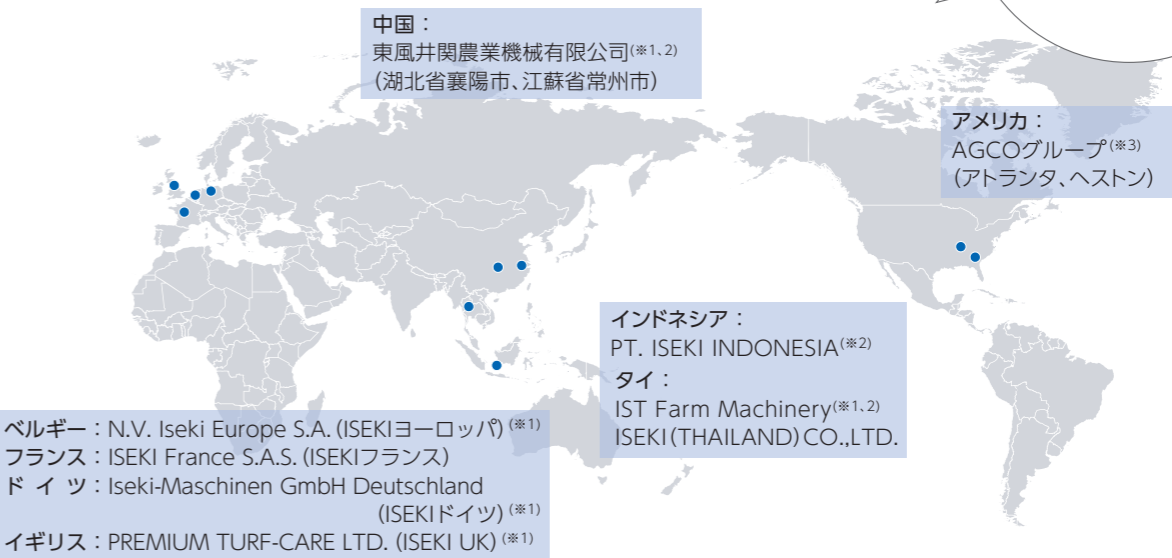 中国：
東風井関農業機械有限公司(※1、2)
(湖北省襄陽市、江蘇省常州市)
アメリカ：
AGCOグループ(※3)
(アトランタ、ヘストン)
インドネシア：
PT. ISEKI INDONESIA(※2)
タイ：
IST Farm Machinery(※1、2)
ISEKI(THAILAND)CO.,LTD.
ベルギー：N.V. Iseki Europe S.A. (ISEKIヨーロッパ)(※1)
フランス：ISEKI France S.A.S. (ISEKIフランス)
ドイツ：Iseki-Maschinen GmbH Deutschland
(ISEKIドイツ)(※1)
イギリス：PREMIUM TURF-CARE LTD. (ISEKI UK)(※1)